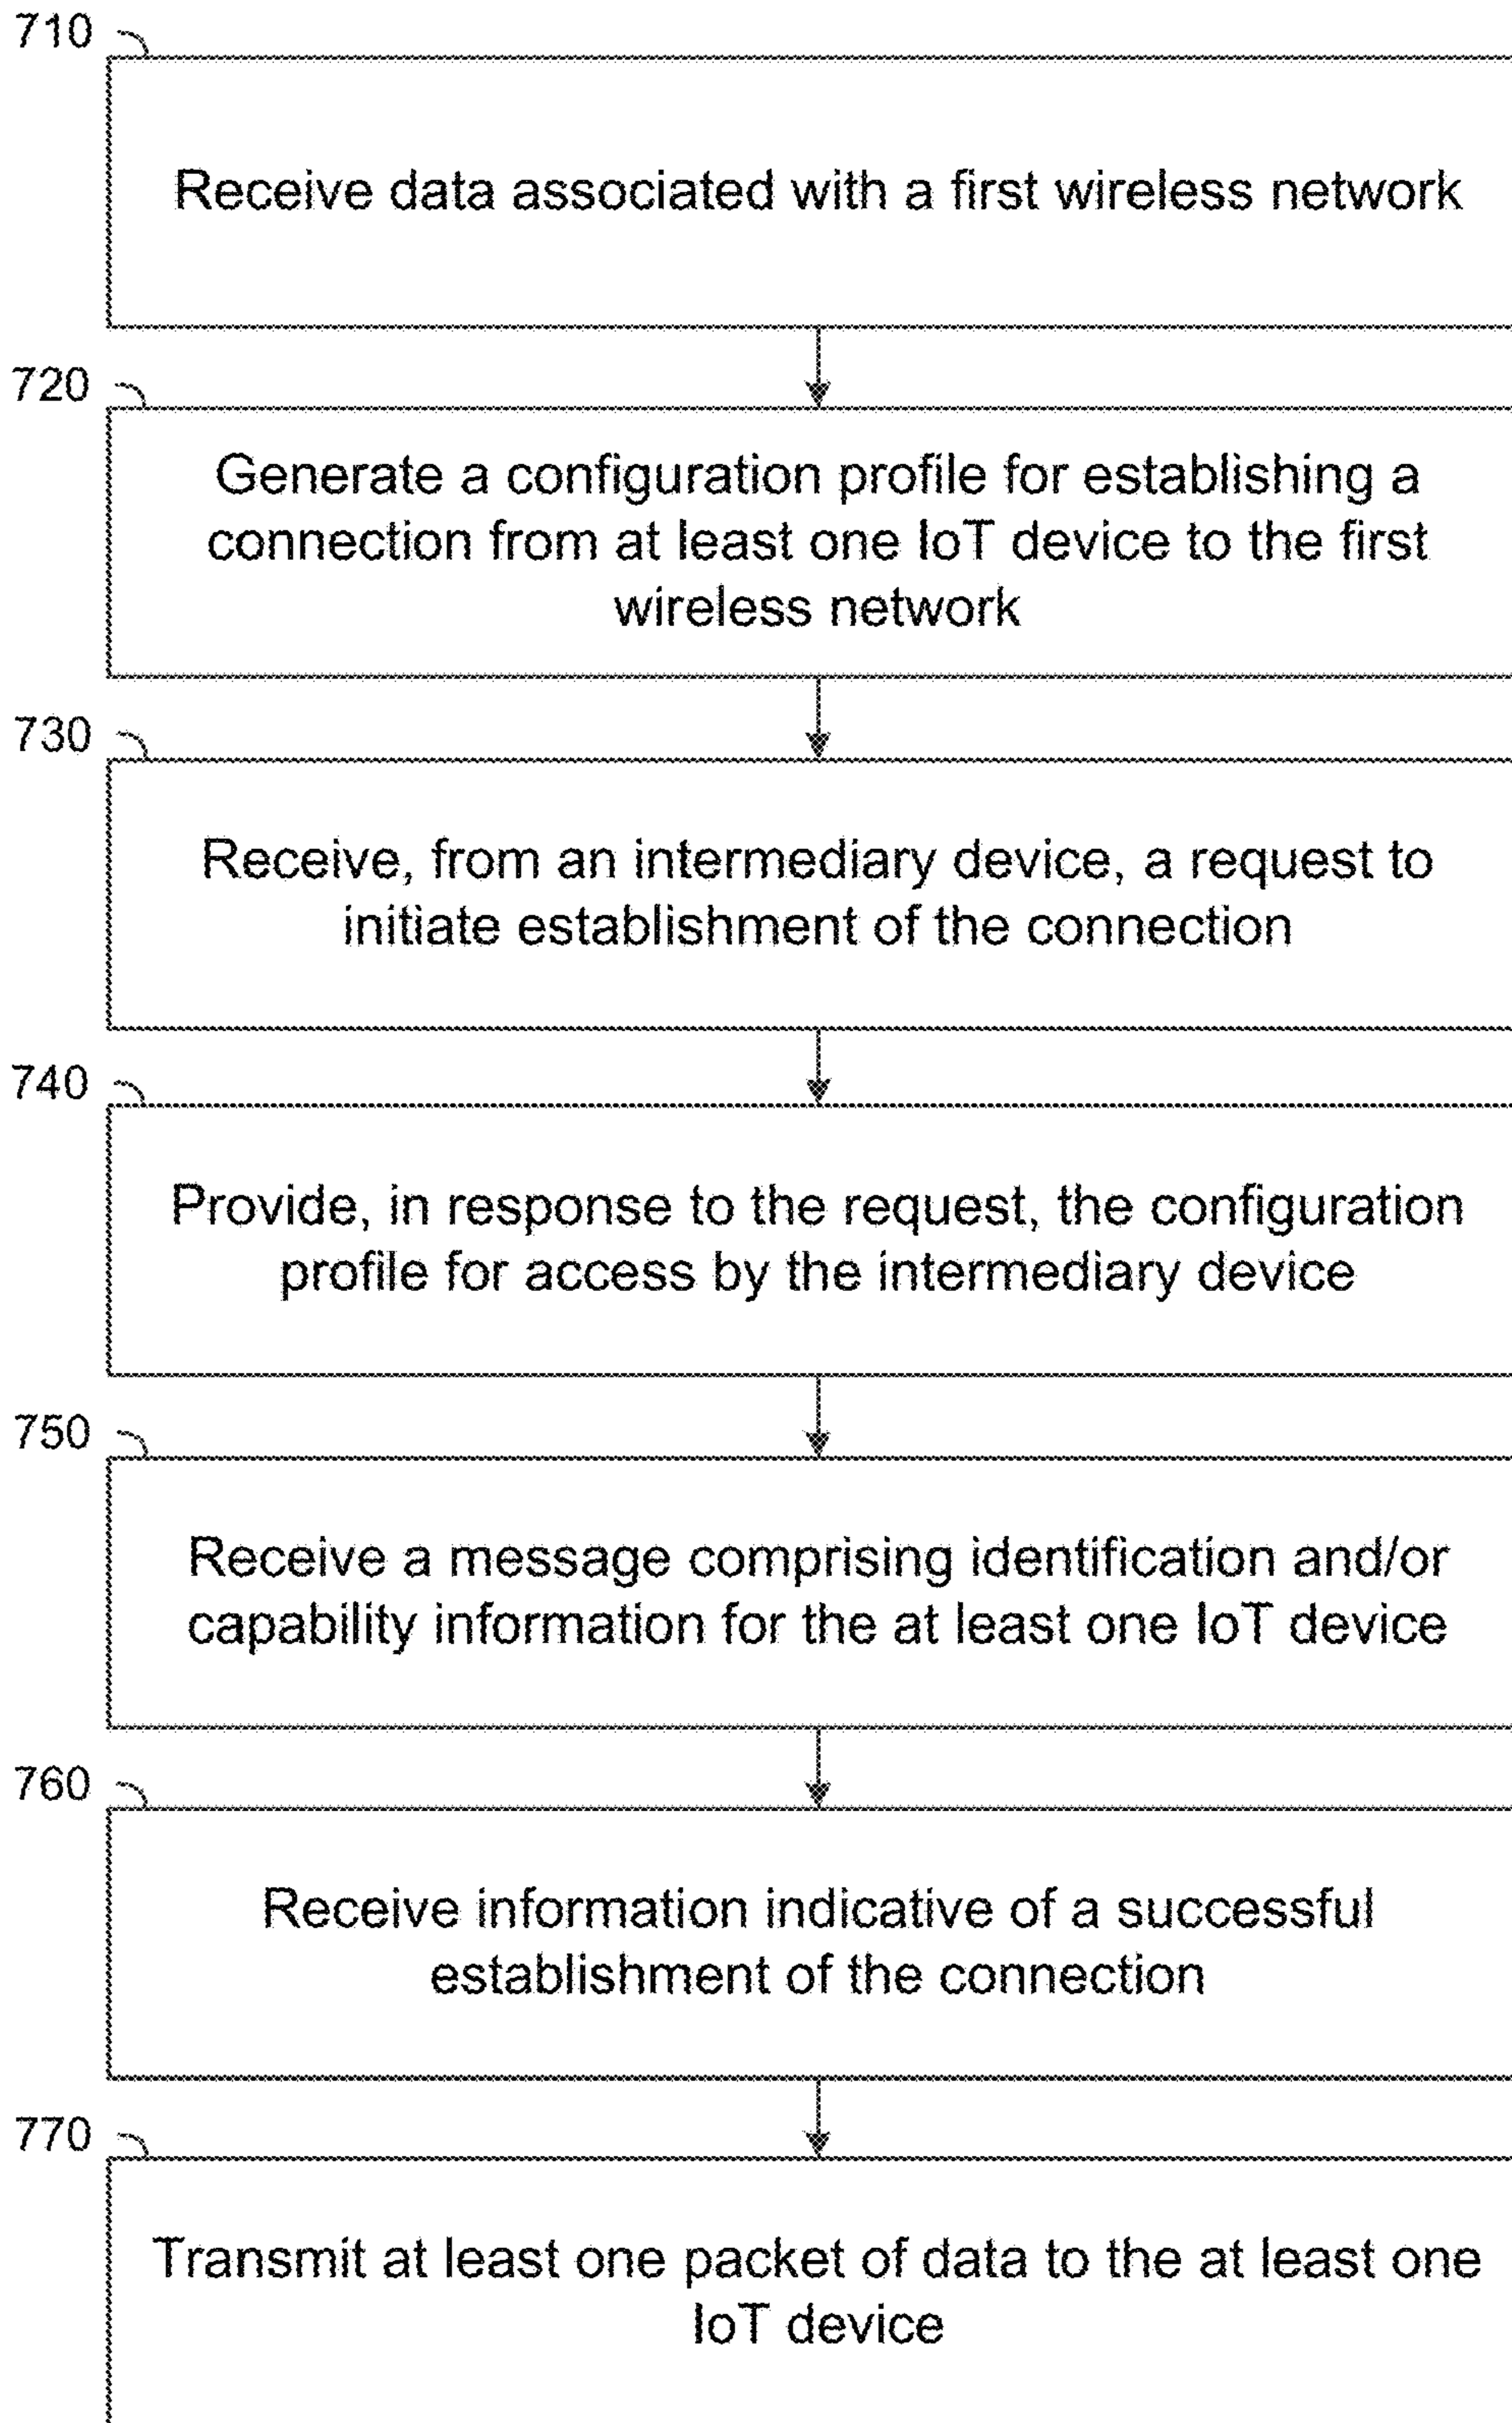 710
Receive data associated with a first wireless network
720
Generate a configuration profile for establishing a
connection from at least one IoT device to the first
wireless network
730
Receive, from an intermediary device, a request to
initiate establishment of the connection
740
Provide, in response to the request, the configuration
profile for access by the intermediary device
750
Receive a message comprising identification and/or
capability information for the at least one IoT device
760
Receive information indicative of a successful
establishment of the connection
770
Transmit at least one packet of data to the at least one
IoT device